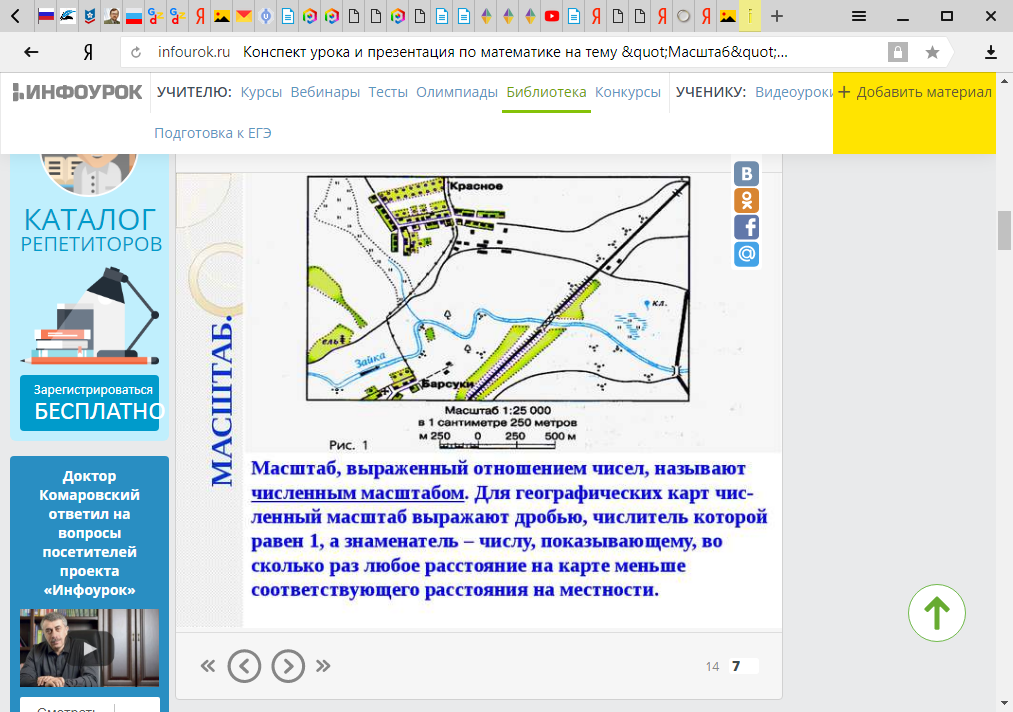 infourok.ru Конспект урока и презентация по математике на тему &quot;Масштаб&quot;...
ИНФОУРОК
УЧИТЕЛЮ: Курсы Вебинары Тесты Олимпиады Библиотека Конкурсы УЧЕНИКУ: Видеоуроки
+ Добавить материал
Подготовка к ЕГЭ
КАТАЛОГ
РЕПЕТИТОРОВ
Зарегистрироваться
БЕСПЛАТНО
Доктор
Комаровский
ответил на
вопросы
посетителей
проекта
«Инфоурок»
Смотреть
МАСШТАБ.
Красное
кл.
ель
Зайка
Барсуки
Масштаб 1:25 000
в 1 сантиметре 250 метров
м 250 0 250 500 м
Рис. 1
Масштаб, выраженный отношением чисел, называют
численным масштабом. Для географических карт чис-
ленный масштаб выражают дробью, числитель которой
равен 1, а знаменатель – числу, показывающему, во
сколько раз любое расстояние на карте меньше
соответствующего расстояния на местности.
14 7